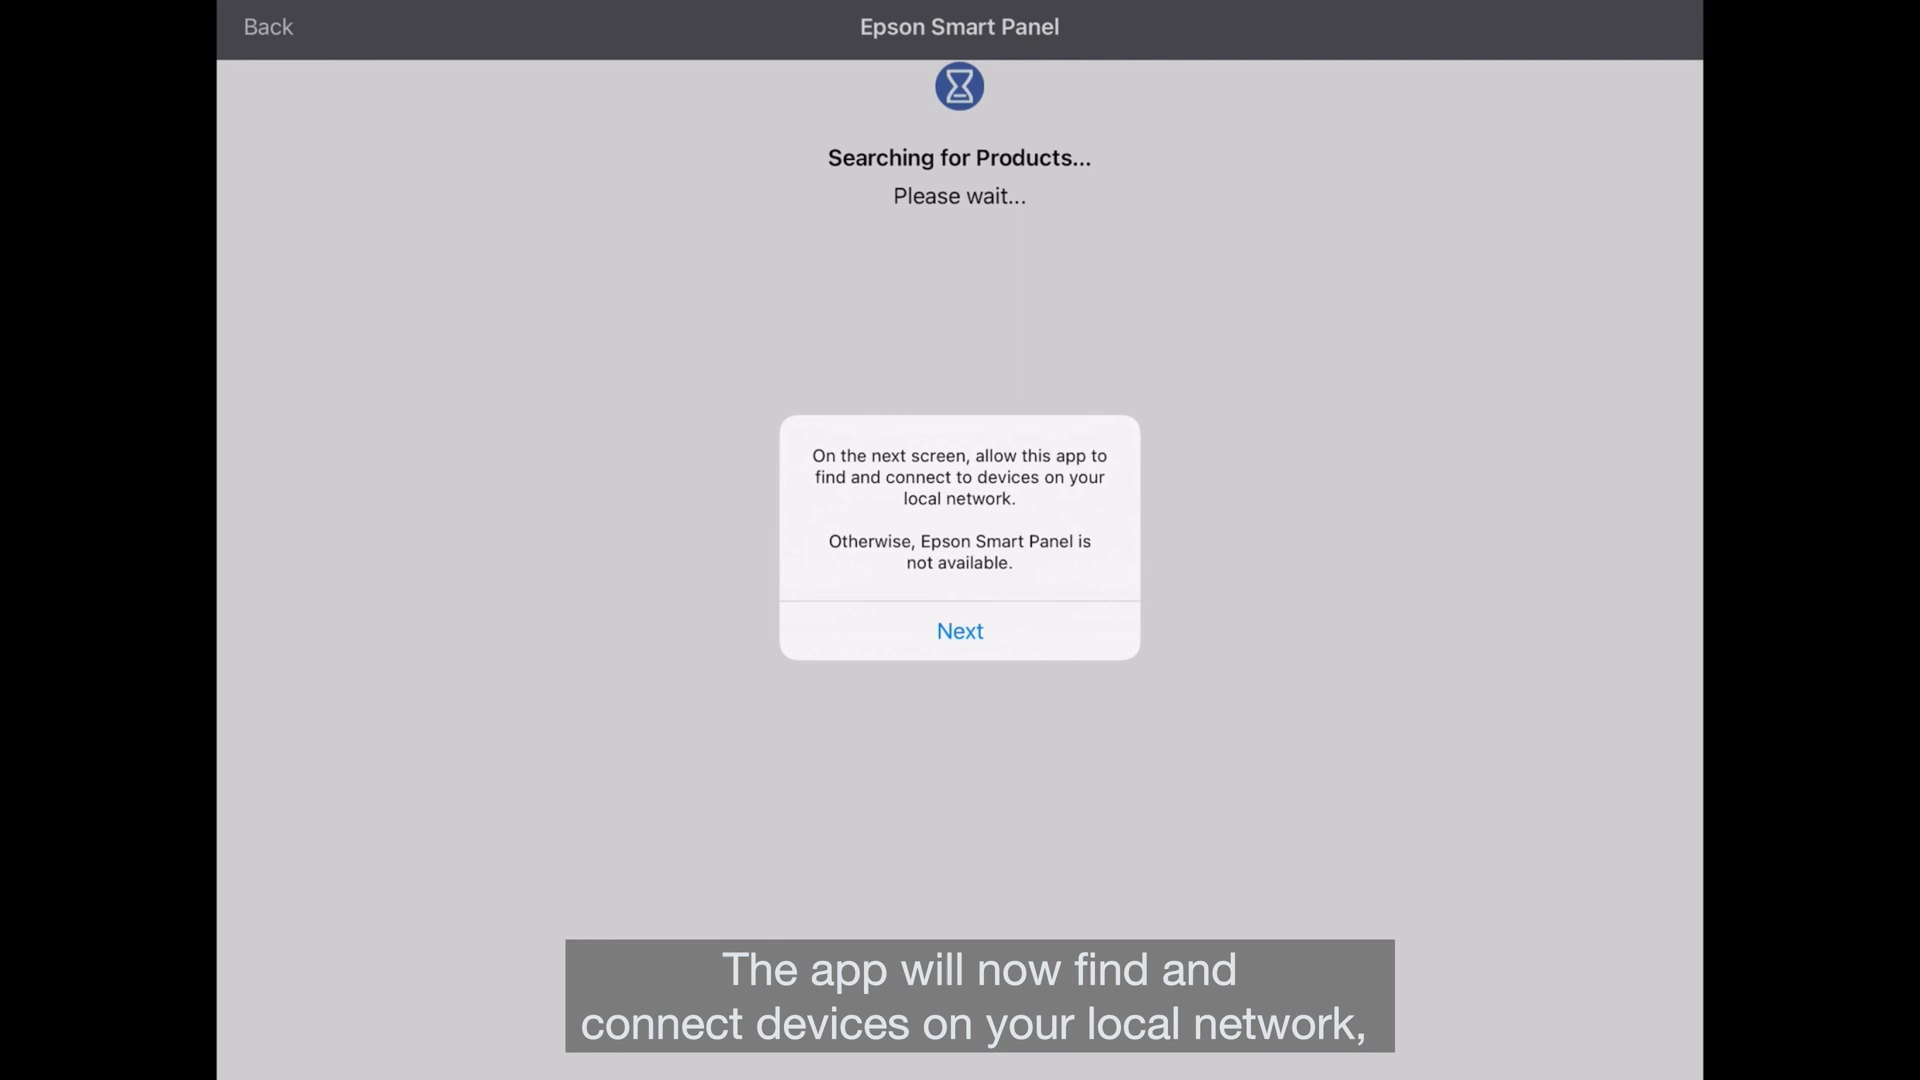 Back
Epson Smart Panel
Searching for Products...
Please wait...
On the next screen, allow this app to
find and connect to devices on your
local network.
Otherwise, Epson Smart Panel is
not available.
Next
The app will now find and
connect devices on your local network,